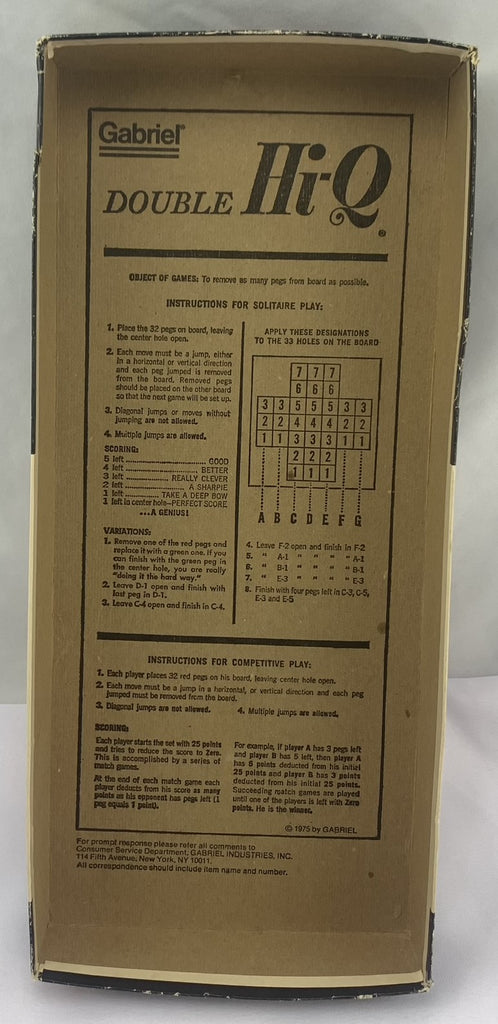 Gabriel®
DOUBLE Hi-Q®
OBJECT OF GAMES: To remove as many pegs from board as possible.
INSTRUCTIONS FOR SOLITAIRE PLAY:
1. Place the 32 pegs on board, leaving
the center hole open.
2. Each move must be a jump, either
in a horizontal or vertical direction
and each peg jumped is removed
from the board. Removed pegs
should be placed on the other board
so that the next game will be set up.
3. Diagonal jumps or moves without
jumping are not allowed.
4. Multiple jumps are allowed.
SCORING:
5 left ........ GOOD
4 left ........ BETTER
3 left ........ REALLY CLEVER
2 left ........ A SHARPIE
1 left ........ TAKE A DEEP BOW
1 left in center hole—PERFECT SCORE
...A GENIUS!
VARIATIONS:
1. Remove one of the red pegs and
replace it with a green one. If you
can finish with the green peg in
the center hole, you are really
"doing it the hard way."
2. Leave D-1 open and finish with
last peg in D-1.
3. Leave C-4 open and finish in C-4.
APPLY THESE DESIGNATIONS
TO THE 33 HOLES ON THE BOARD
7 7 7
6 6 6
3 3 5 5 5 3 3
2 2 4 4 4 2 2
1 1 3 3 3 1 1
2 2 2
1 1 1
A B C D E F G
4. Leave F-2 open and finish in F-2
5. " A-1 " " " " A-1
6. " B-1 " " " " B-1
7. " E-3 " " " " E-3
8. Finish with four pegs left in C-3, C-5,
E-3 and E-5
INSTRUCTIONS FOR COMPETITIVE PLAY:
1. Each player places 32 red pegs on his board, leaving center hole open.
2. Each move must be a jump in a horizontal, or vertical direction and each peg
jumped must be removed from the board.
3. Diagonal jumps are not allowed. 4. Multiple jumps are allowed.
SCORING:
Each player starts the set with 25 points
and tries to reduce the score to Zero.
This is accomplished by a series of
match games.
At the end of each match game each
player deducts from his score as many
points as his opponent has pegs left (1
peg equals 1 point).
For example, if player A has 3 pegs left
and player B has 5 left, then player A
has 5 points deducted from his initial
25 points and player B has 3 points
deducted from his initial 25 points.
Succeeding match games are played
until one of the players is left with Zero
points. He is the winner.
© 1975 by GABRIEL
For prompt response please refer all comments to
Consumer Service Department, GABRIEL INDUSTRIES, INC.
114 Fifth Avenue, New York, NY 10011.
All correspondence should include item name and number.